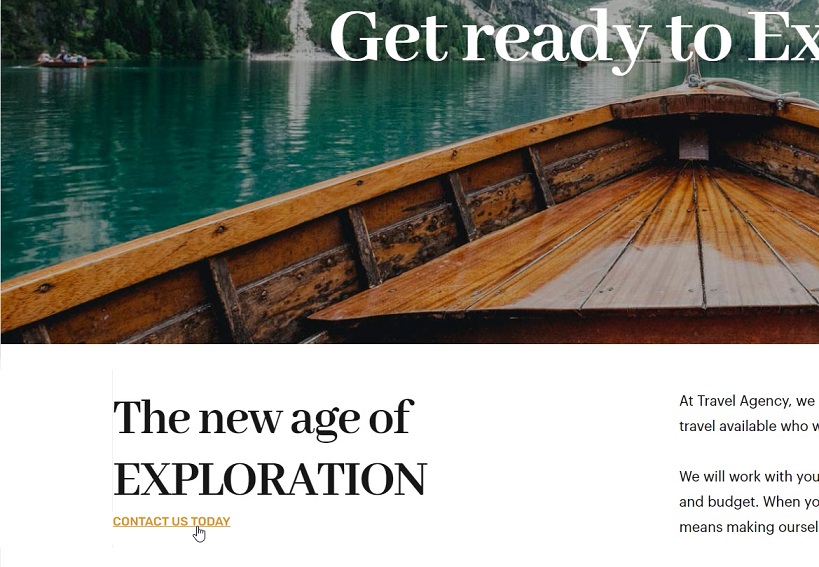 Get ready to Ex
The new age of
EXPLORATION
CONTACT US TODAY
At Travel Agency, we
travel available who w
We will work with you
and budget. When yo
means making oursel